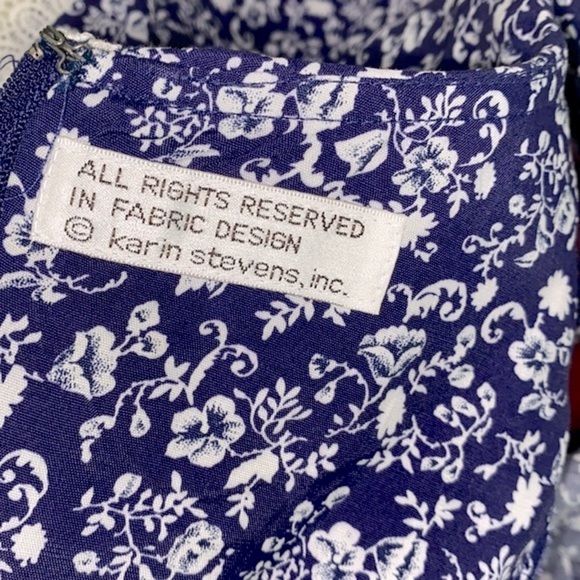 ALL RIGHTS RESERVED
IN FABRIC DESIGN
© karin stevens, inc.